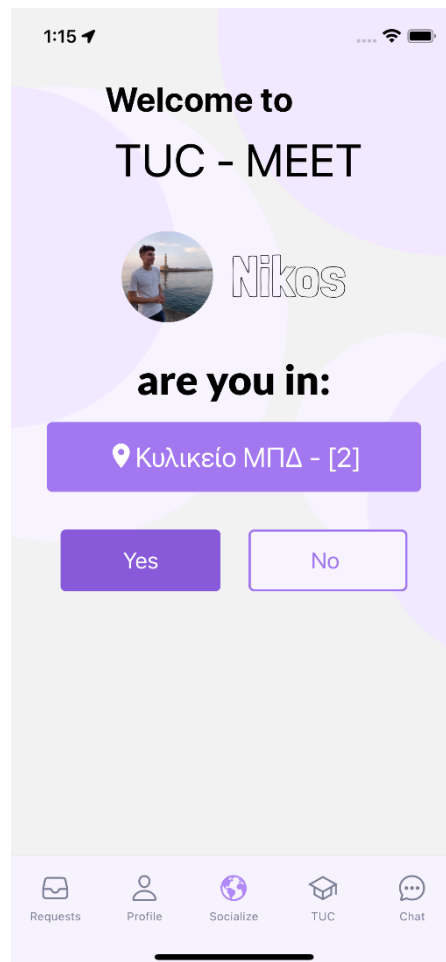 1:15
Welcome to
TUC - MEET
Nikos
are you in:
Κυλικείο ΜΠΔ - [2]
Yes No
Requests Profile Socialize TUC Chat